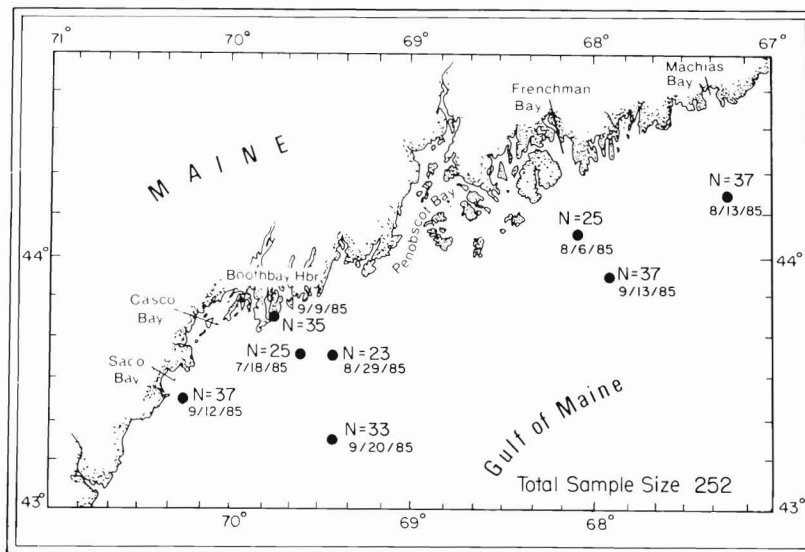 71° 70° 69° 68° 67°
Machias
Bay
Frenchman
Bay
MAINE
Penobscot Bay
N=37
8/13/85
N=25
8/6/85
44° 44°
N=37
9/13/85
Boothbay Hbr.
9/9/85
N=35
Casco
Bay
N=25
7/18/85
N=23
8/29/85
Saco
Bay
N=37
9/12/85
N=33
9/20/85
Gulf of Maine
Total Sample Size 252
43° 43°
70° 69° 68°